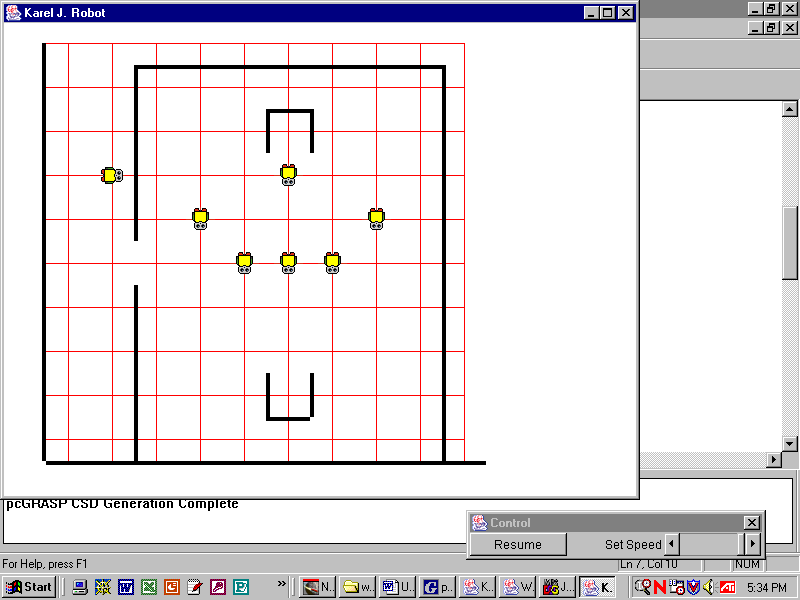 Karel J. Robot
pcGRASP CSD Generation Complete
Control
Resume
Set Speed
For Help, press F1
Ln 7, Col 10
NUM
Start
»
N..
w..
U..
p..
K..
W..
J...
K.
5:34 PM